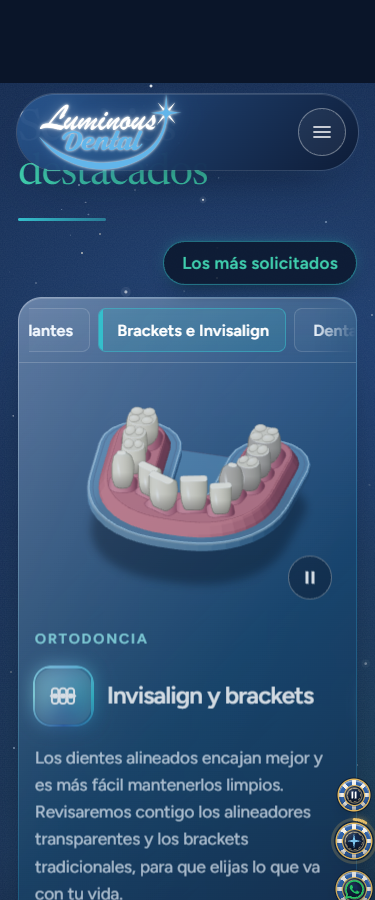 Luminous
Dental
destacados
Los más solicitados
lantes
Brackets e Invisalign
Denta
ORTODONCIA
Invisalign y brackets
Los dientes alineados encajan mejor y
es más fácil mantenerlos limpios.
Revisaremos contigo los alineadores
transparentes y los brackets
tradicionales, para que elijas lo que va
con tu vida.